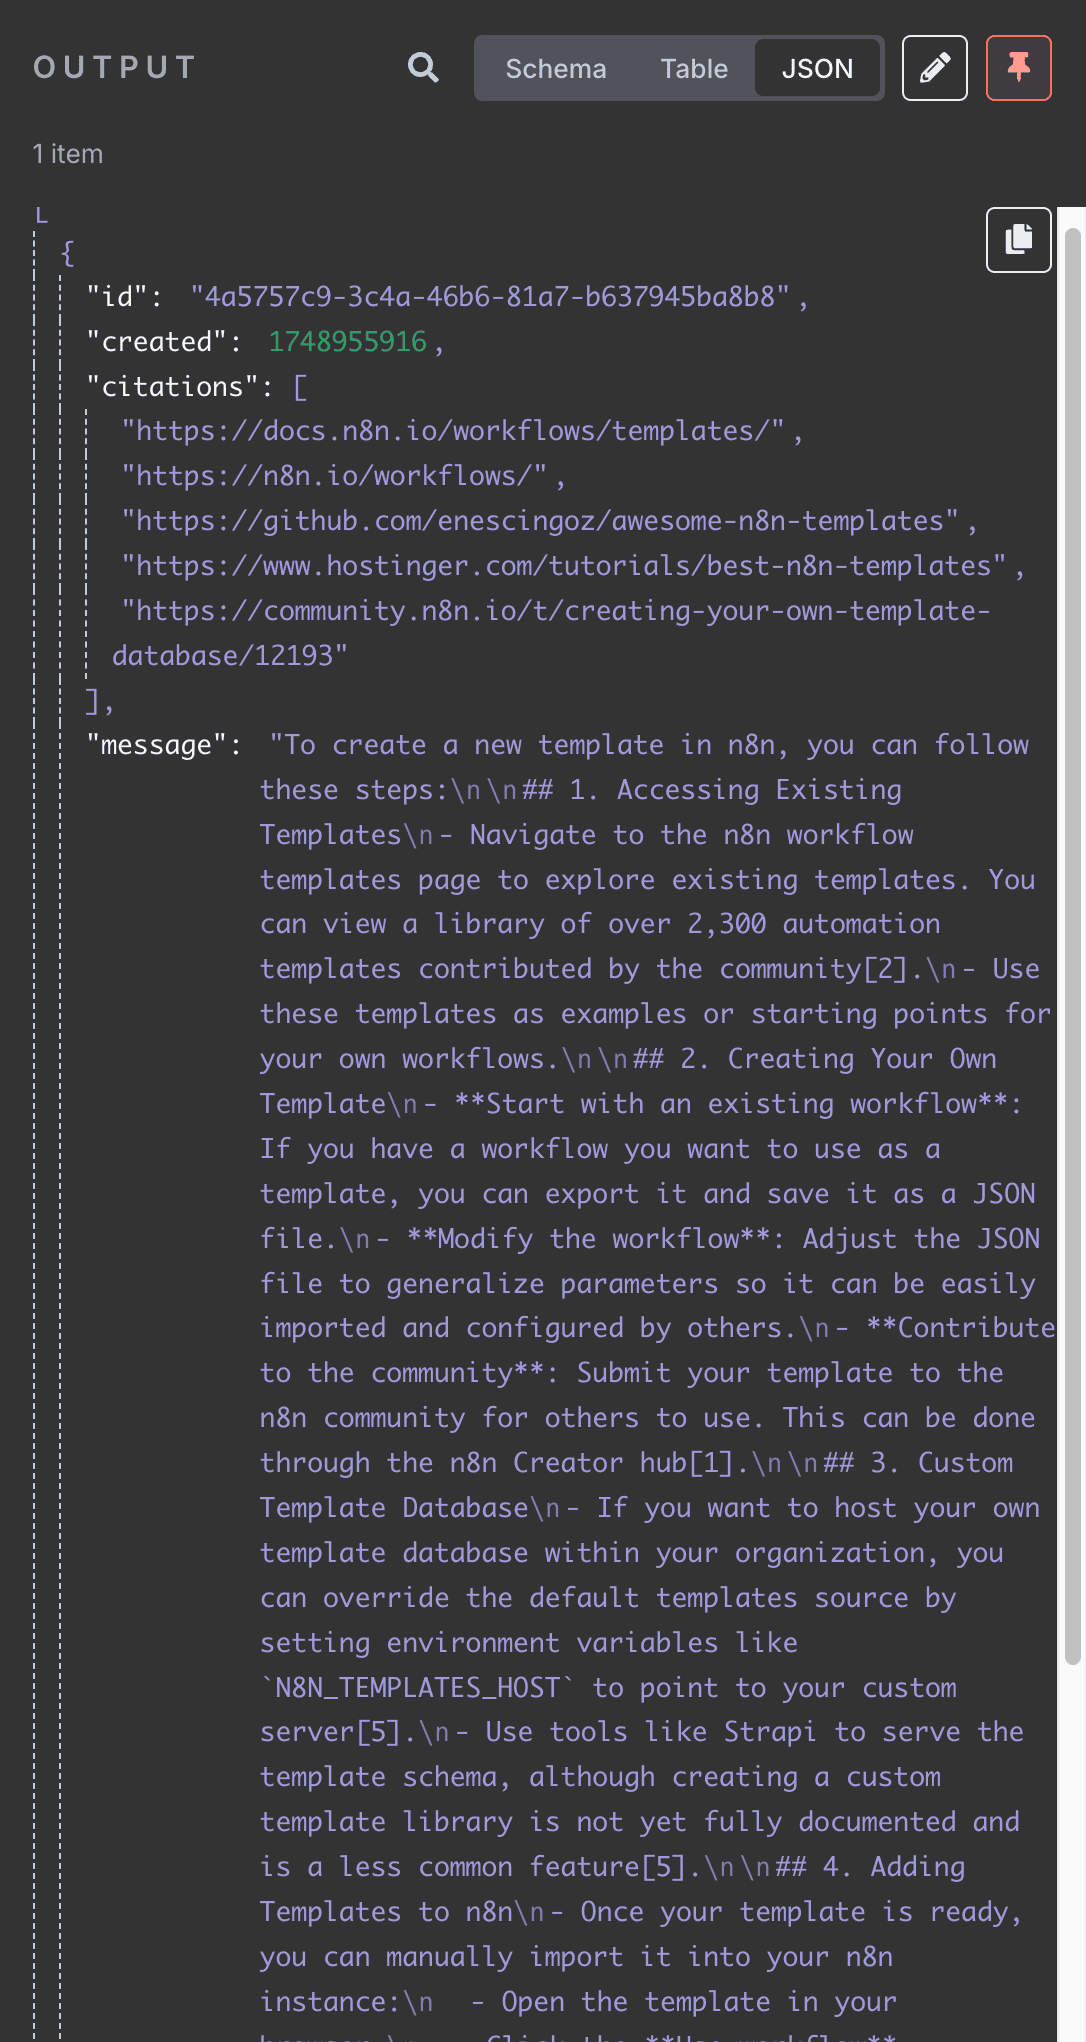 OUTPUT
Schema Table JSON
1 item
{
"id": "4a5757c9-3c4a-46b6-81a7-b637945ba8b8",
"created": 1748955916,
"citations": [
"https://docs.n8n.io/workflows/templates/",
"https://n8n.io/workflows/",
"https://github.com/enescingoz/awesome-n8n-templates",
"https://www.hostinger.com/tutorials/best-n8n-templates",
"https://community.n8n.io/t/creating-your-own-template-
database/12193"
],
"message": "To create a new template in n8n, you can follow
these steps:\n\n## 1. Accessing Existing
Templates\n- Navigate to the n8n workflow
templates page to explore existing templates. You
can view a library of over 2,300 automation
templates contributed by the community[2].\n- Use
these templates as examples or starting points for
your own workflows.\n\n## 2. Creating Your Own
Template\n- **Start with an existing workflow**:
If you have a workflow you want to use as a
template, you can export it and save it as a JSON
file.\n- **Modify the workflow**: Adjust the JSON
file to generalize parameters so it can be easily
imported and configured by others.\n- **Contribute
to the community**: Submit your template to the
n8n community for others to use. This can be done
through the n8n Creator hub[1].\n\n## 3. Custom
Template Database\n- If you want to host your own
template database within your organization, you
can override the default templates source by
setting environment variables like
`N8N_TEMPLATES_HOST` to point to your custom
server[5].\n- Use tools like Strapi to serve the
template schema, although creating a custom
template library is not yet fully documented and
is a less common feature[5].\n\n## 4. Adding
Templates to n8n\n- Once your template is ready,
you can manually import it into your n8n
instance:\n  - Open the template in your